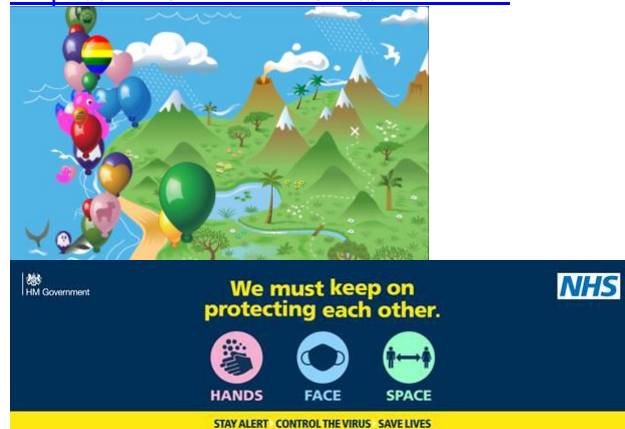 HM Government
We must keep on
protecting each other.
NHS
HANDS FACE SPACE
STAY ALERT CONTROL THE VIRUS SAVE LIVES